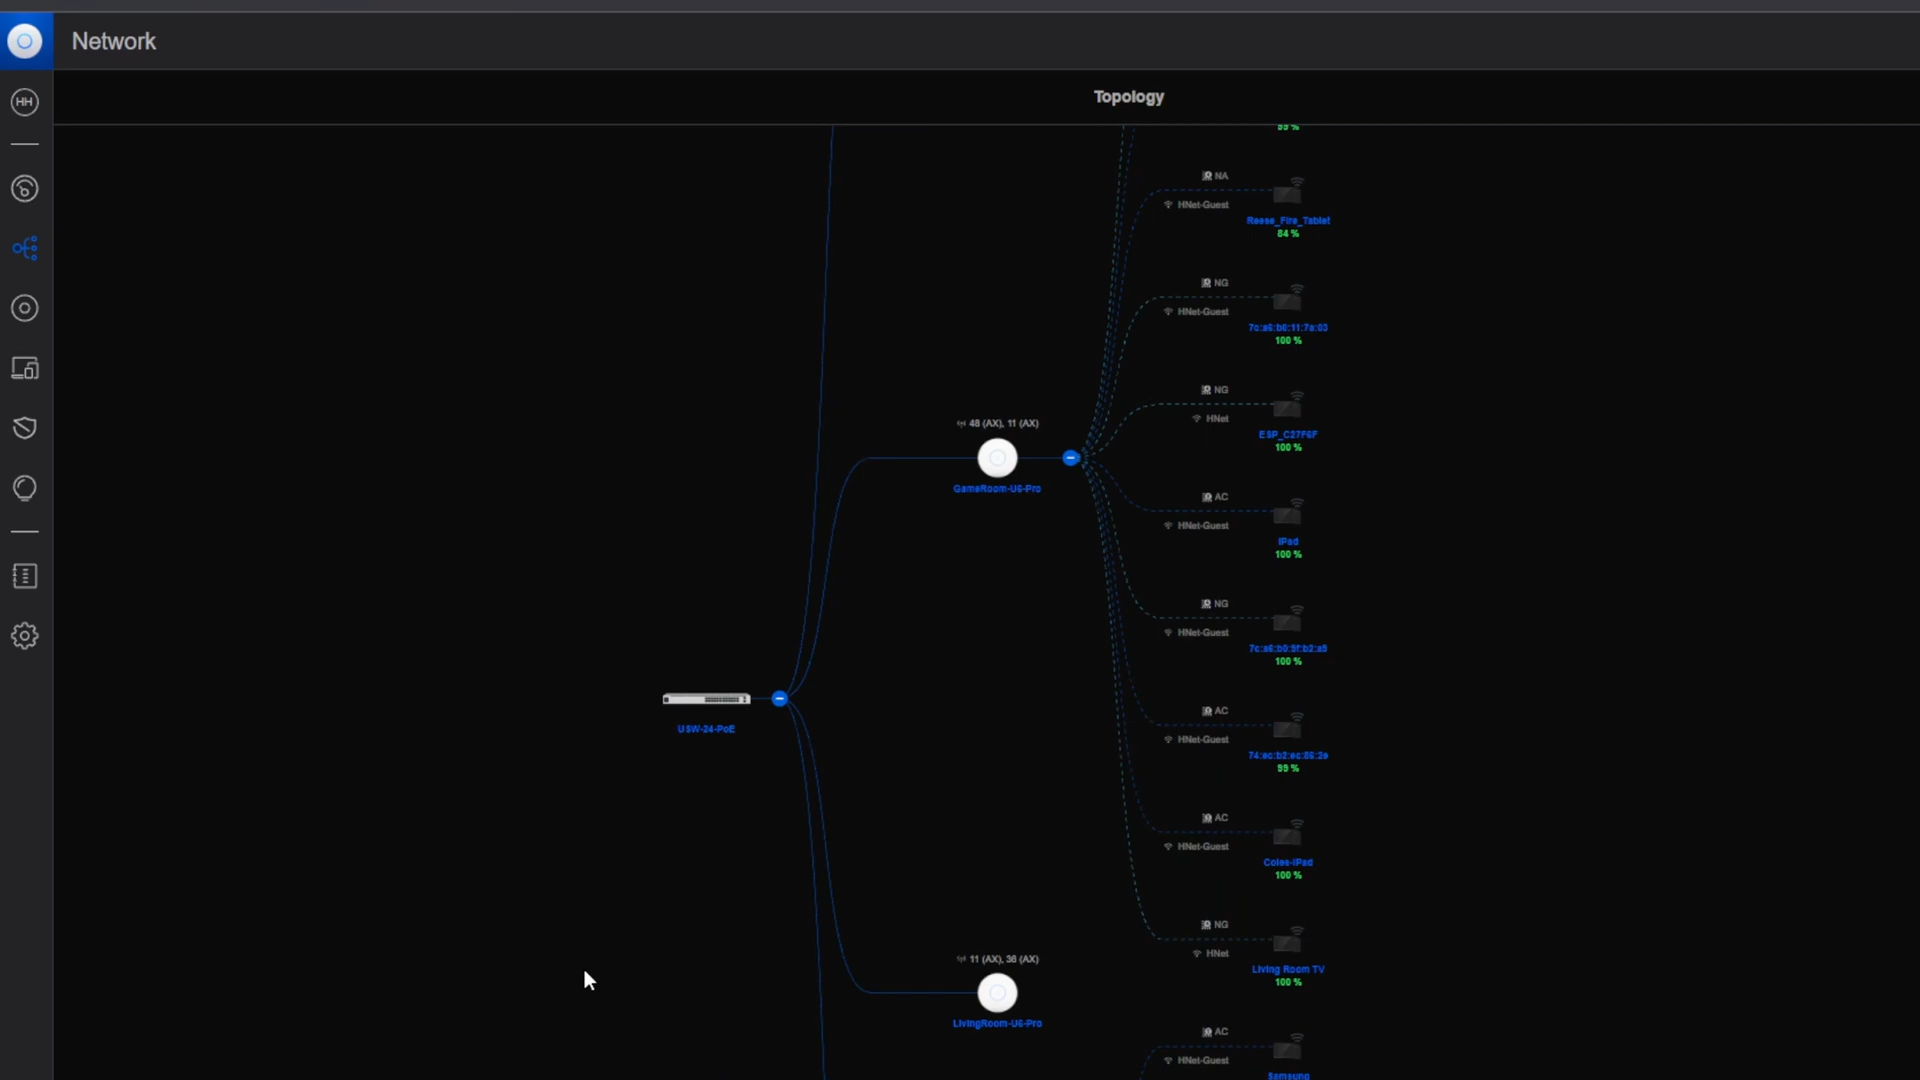 Network
HH
Topology
99 %
NA
HNet-Guest
Reese_Fire_Tablet
84 %
NG
HNet-Guest
100 %
48 (AX), 11 (AX)
GameRoom-U6-Pro
NG
HNet
ESP_C27F6F
100 %
AC
HNet-Guest
iPad
100 %
NG
HNet-Guest
100 %
USW-24-PoE
AC
HNet-Guest
99 %
AC
HNet-Guest
Coles-iPad
100 %
NG
HNet
Living Room TV
100 %
11 (AX), 36 (AX)
LivingRoom-U6-Pro
AC
HNet-Guest
Samsung